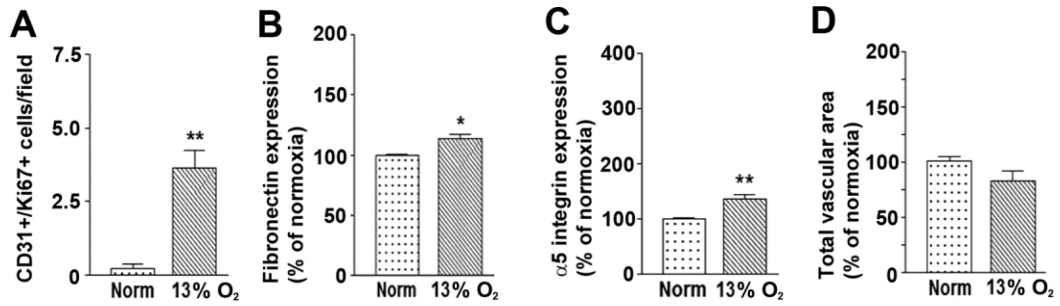 A
CD31+/Ki67+ cells/field
7.5
5.0
2.5
0
**
Norm 13% O₂
B
Fibronectin expression
(% of normoxia)
200
150
100
50
0
*
Norm 13% O₂
C
α5 integrin expression
(% of normoxia)
400
300
200
100
0
**
Norm 13% O₂
D
Total vascular area
(% of normoxia)
200
150
100
50
0
Norm 13% O₂